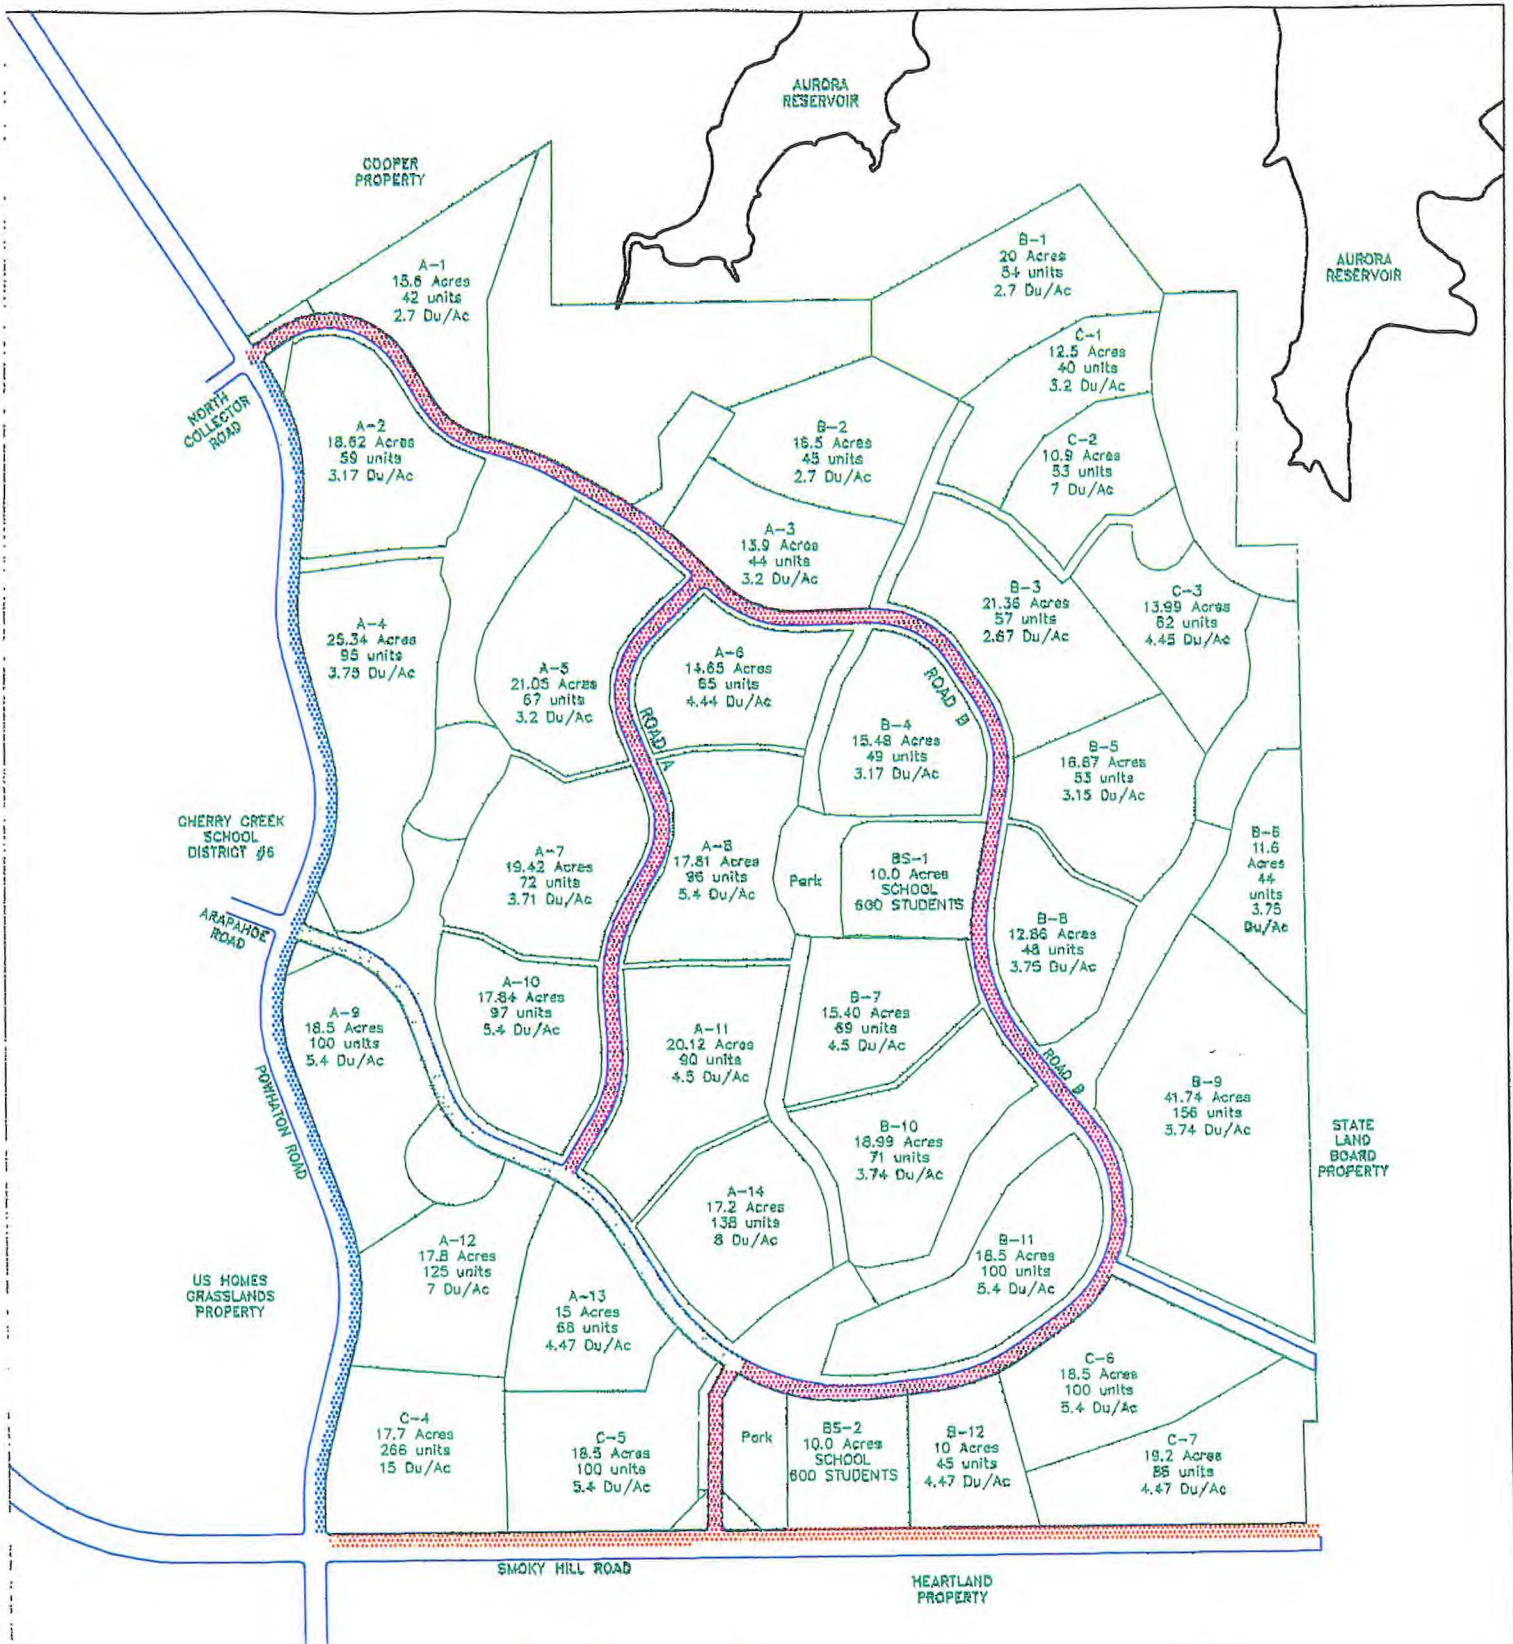 AURORA
RESERVOIR
COOPER
PROPERTY
AURORA
RESERVOIR
B-1
20 Acres
54 units
2.7 Du/Ac
A-1
15.6 Acres
42 units
2.7 Du/Ac
C-1
12.5 Acres
40 units
3.2 Du/Ac
NORTH
COLLECTOR
ROAD
A-2
18.62 Acres
59 units
3.17 Du/Ac
B-2
16.5 Acres
45 units
2.7 Du/Ac
C-2
10.9 Acres
53 units
7 Du/Ac
A-3
13.9 Acres
44 units
3.2 Du/Ac
B-3
21.36 Acres
57 units
2.67 Du/Ac
C-3
13.99 Acres
62 units
4.45 Du/Ac
A-4
25.34 Acres
95 units
3.75 Du/Ac
A-5
21.05 Acres
67 units
3.2 Du/Ac
A-6
14.65 Acres
65 units
4.44 Du/Ac
ROAD A
ROAD B
B-4
15.48 Acres
49 units
3.17 Du/Ac
B-5
16.87 Acres
53 units
3.15 Du/Ac
CHERRY CREEK
SCHOOL
DISTRICT #6
A-7
19.42 Acres
72 units
3.71 Du/Ac
A-8
17.81 Acres
96 units
5.4 Du/Ac
Park
BS-1
10.0 Acres
SCHOOL
600 STUDENTS
B-6
11.6
Acres
44
units
3.75
Du/Ac
ARAPAHOE
ROAD
B-8
12.86 Acres
48 units
3.75 Du/Ac
A-9
18.5 Acres
100 units
5.4 Du/Ac
A-10
17.84 Acres
97 units
5.4 Du/Ac
A-11
20.12 Acres
90 units
4.5 Du/Ac
B-7
15.40 Acres
69 units
4.5 Du/Ac
ROAD B
POWHATON ROAD
B-9
41.74 Acres
156 units
3.74 Du/Ac
B-10
18.99 Acres
71 units
3.74 Du/Ac
STATE
LAND
BOARD
PROPERTY
A-14
17.2 Acres
138 units
8 Du/Ac
A-12
17.8 Acres
125 units
7 Du/Ac
B-11
18.5 Acres
100 units
5.4 Du/Ac
US HOMES
GRASSLANDS
PROPERTY
A-13
15 Acres
68 units
4.47 Du/Ac
C-6
18.5 Acres
100 units
5.4 Du/Ac
C-4
17.7 Acres
266 units
15 Du/Ac
C-5
18.5 Acres
100 units
5.4 Du/Ac
Park
BS-2
10.0 Acres
SCHOOL
600 STUDENTS
B-12
10 Acres
45 units
4.47 Du/Ac
C-7
19.2 Acres
86 units
4.47 Du/Ac
SMOKY HILL ROAD
HEARTLAND
PROPERTY